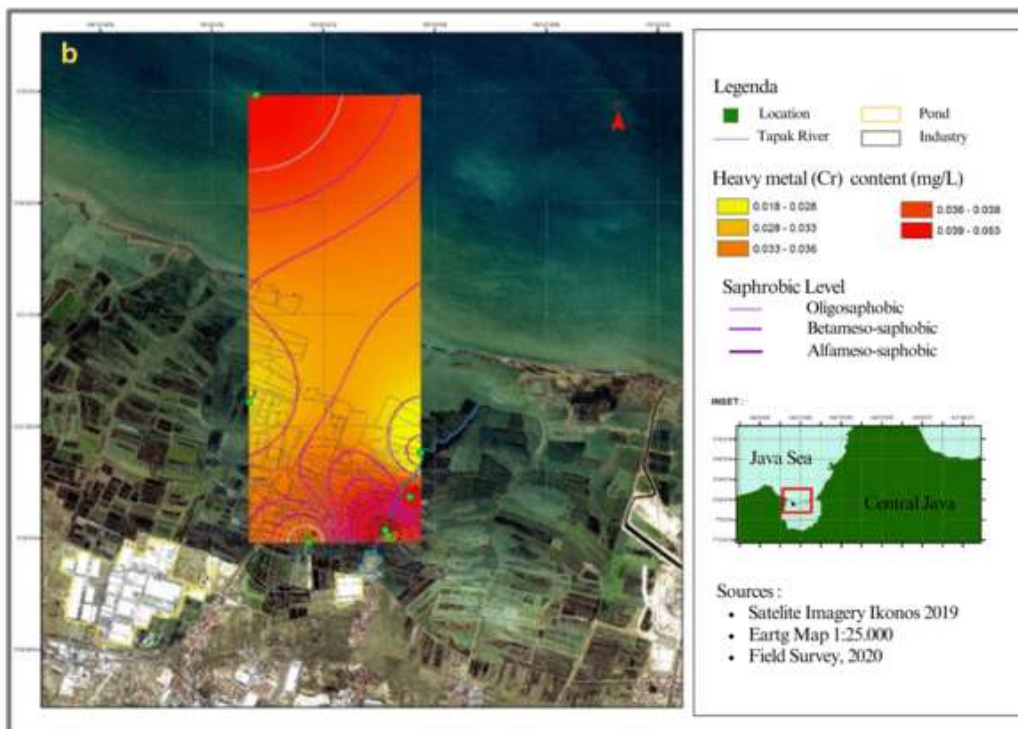 b
Legenda
Location
Pond
Tapak River
Industry
Heavy metal (Cr) content (mg/L)
0.018 - 0.028
0.036 - 0.038
0.028 - 0.033
0.039 - 0.053
0.033 - 0.036
Saphrobic Level
Oligosaphobic
Betameso-saphobic
Alfameso-saphobic
INSET :
Java Sea
Central Java
Sources :
• Satelite Imagery Ikonos 2019
• Eartg Map 1:25.000
• Field Survey, 2020